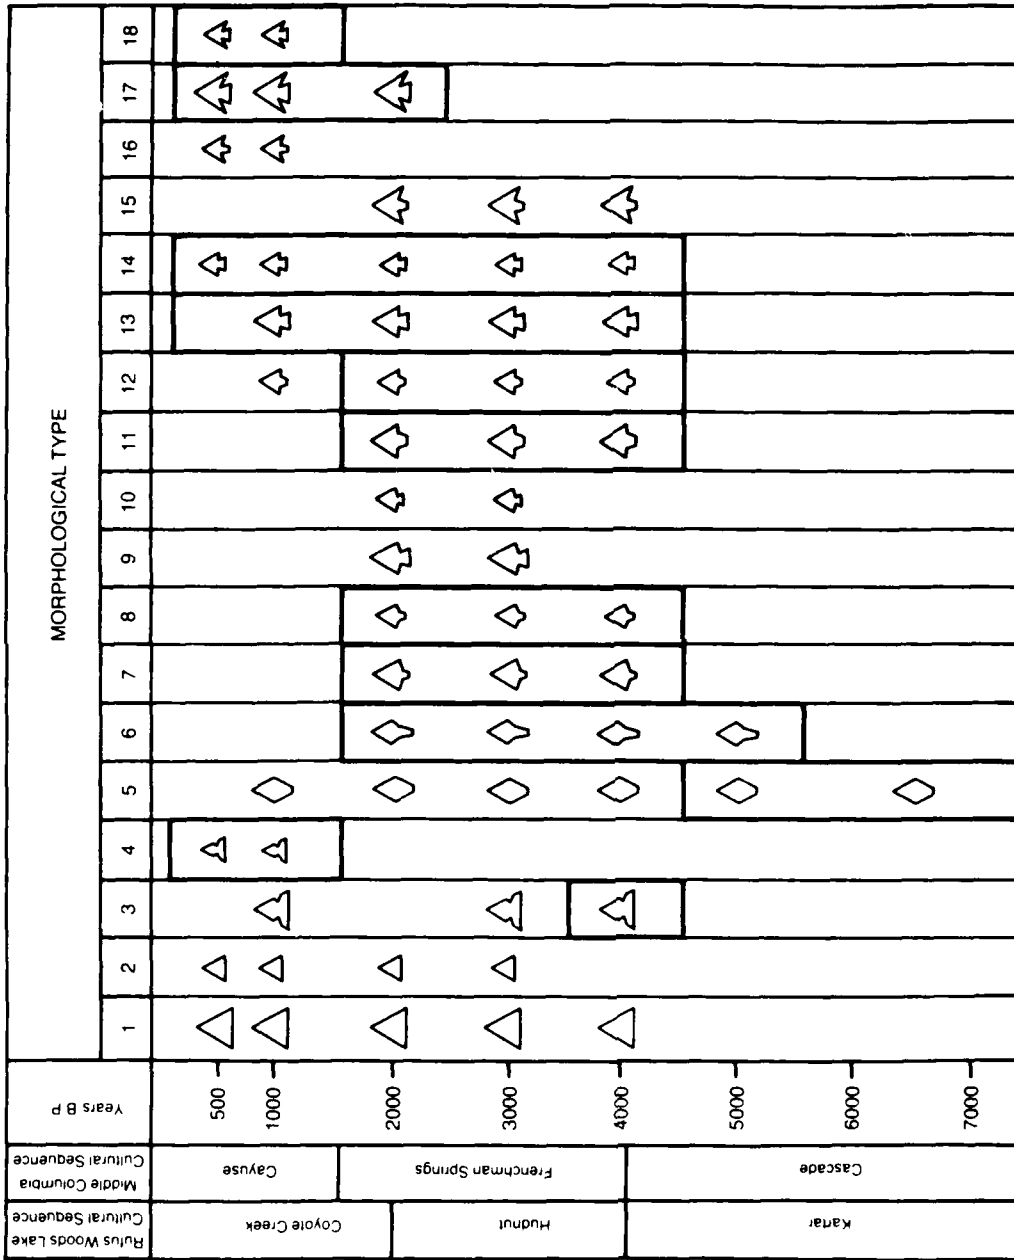 MORPHOLOGICAL TYPE
Rufus Woods Lake
Cultural Sequence
Middle Columbia
Cultural Sequence
Years B P
1
2
3
4
5
6
7
8
9
10
11
12
13
14
15
16
17
18
Coyote Creek
Hudnut
Kartar
Cayuse
Frenchman Springs
Cascade
500
1000
2000
3000
4000
5000
6000
7000